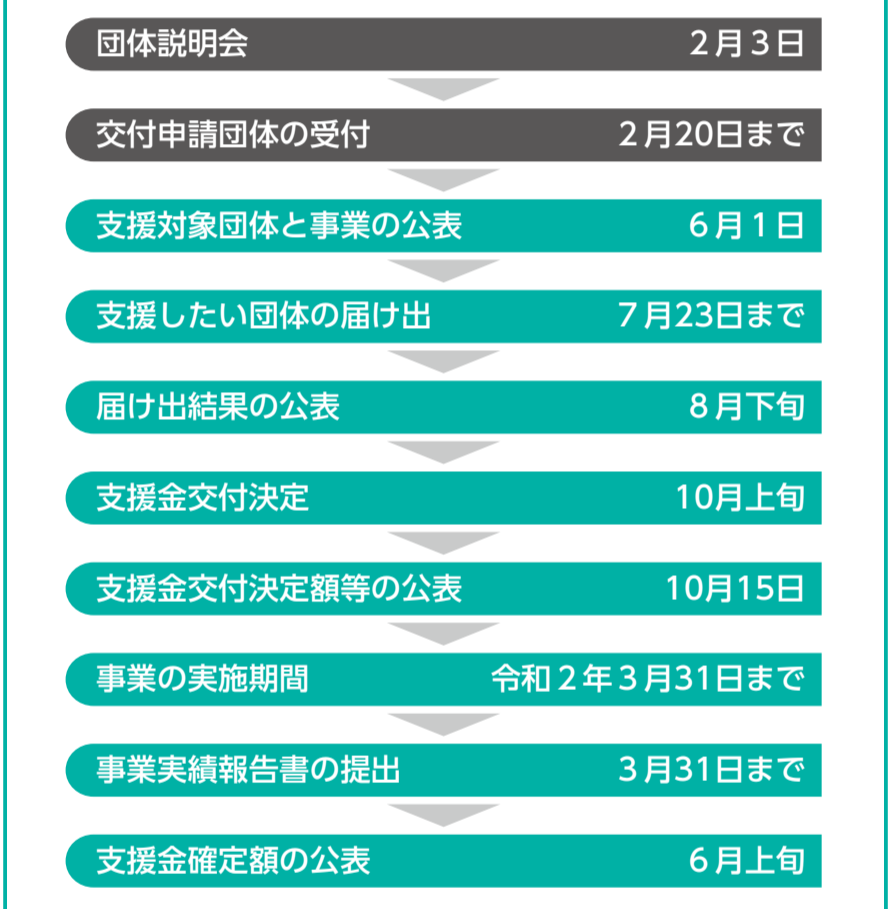 団体説明会 2月3日
交付申請団体の受付 2月20日まで
支援対象団体と事業の公表 6月1日
支援したい団体の届け出 7月23日まで
届け出結果の公表 8月下旬
支援金交付決定 10月上旬
支援金交付決定額等の公表 10月15日
事業の実施期間 令和2年3月31日まで
事業実績報告書の提出 3月31日まで
支援金確定額の公表 6月上旬